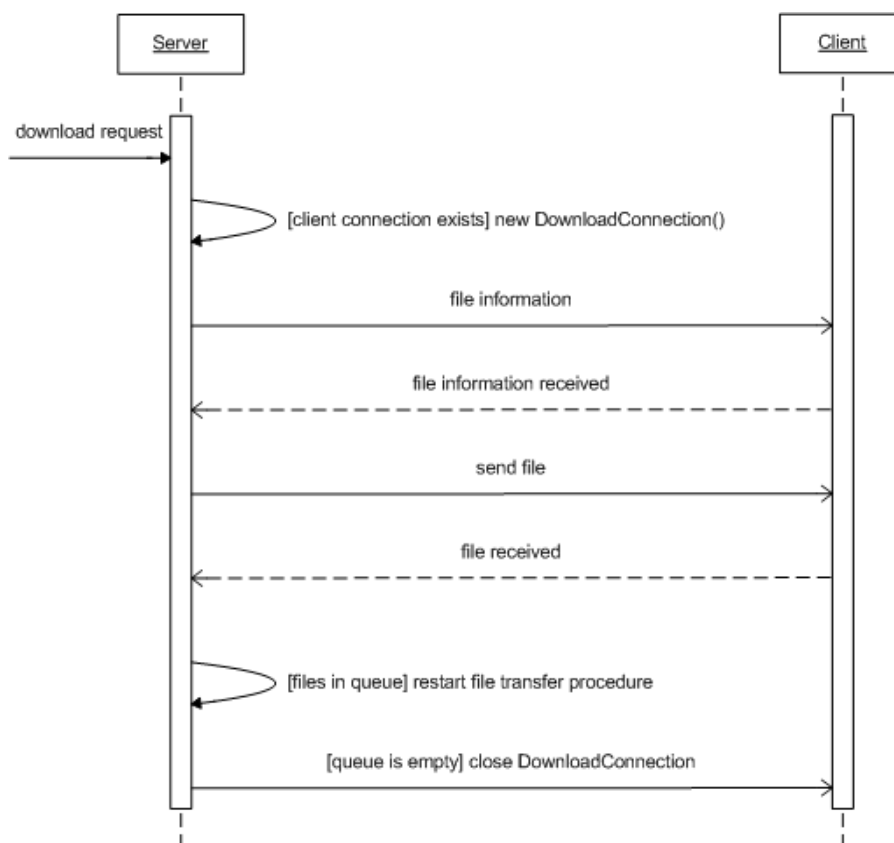 Server
Client
download request
[client connection exists] new DownloadConnection()
file information
file information received
send file
file received
[files in queue] restart file transfer procedure
[queue is empty] close DownloadConnection